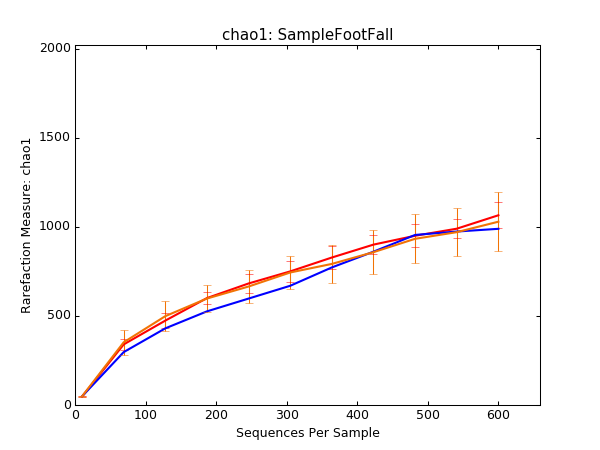 chao1: SampleFootFall
2000
1500
1000
500
0
Rarefaction Measure: chao1
0 100 200 300 400 500 600
Sequences Per Sample